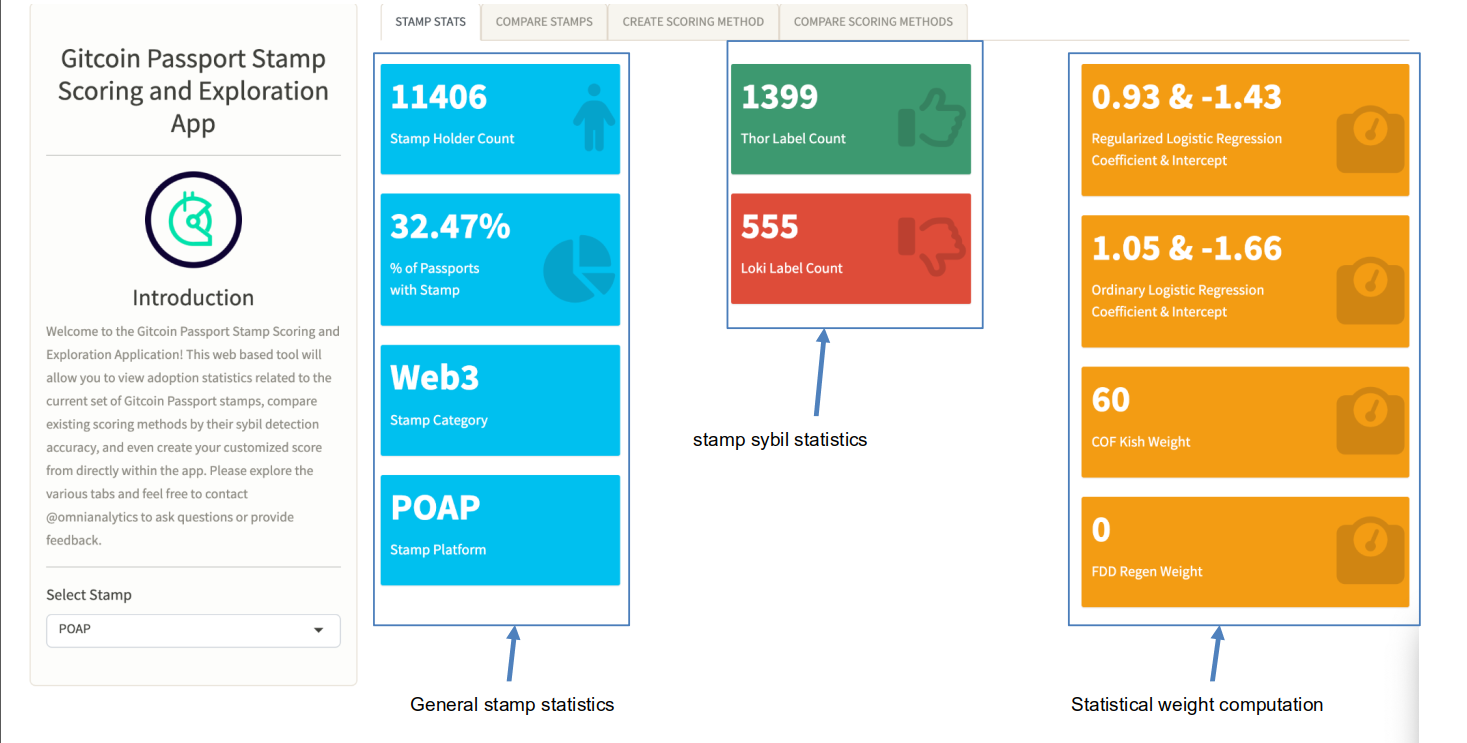 STAMP STATS
COMPARE STAMPS
CREATE SCORING METHOD
COMPARE SCORING METHODS
Gitcoin Passport Stamp
Scoring and Exploration
App
Introduction
Welcome to the Gitcoin Passport Stamp Scoring and
Exploration Application! This web based tool will
allow you to view adoption statistics related to the
current set of Gitcoin Passport stamps, compare
existing scoring methods by their sybil detection
accuracy, and even create your customized score
from directly within the app. Please explore the
various tabs and feel free to contact
@omnianalytics to ask questions or provide
feedback.
Select Stamp
POAP
11406
Stamp Holder Count
32.47%
% of Passports
with Stamp
Web3
Stamp Category
POAP
Stamp Platform
General stamp statistics
1399
Thor Label Count
555
Loki Label Count
stamp sybil statistics
0.93 & -1.43
Regularized Logistic Regression
Coefficient & Intercept
1.05 & -1.66
Ordinary Logistic Regression
Coefficient & Intercept
60
COF Kish Weight
0
FDD Regen Weight
Statistical weight computation